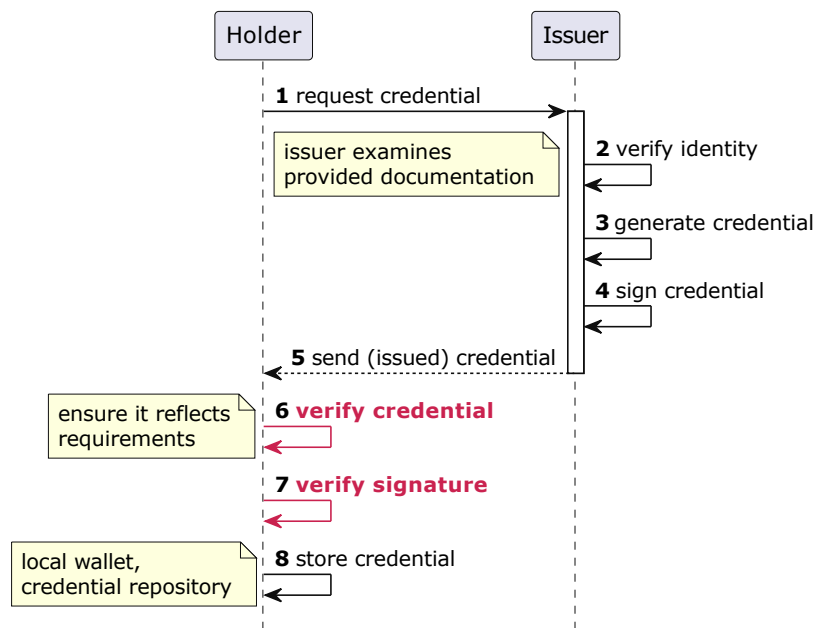 Holder
Issuer
1 request credential
issuer examines
provided documentation
2 verify identity
3 generate credential
4 sign credential
5 send (issued) credential
ensure it reflects
requirements
6 verify credential
7 verify signature
local wallet,
credential repository
8 store credential